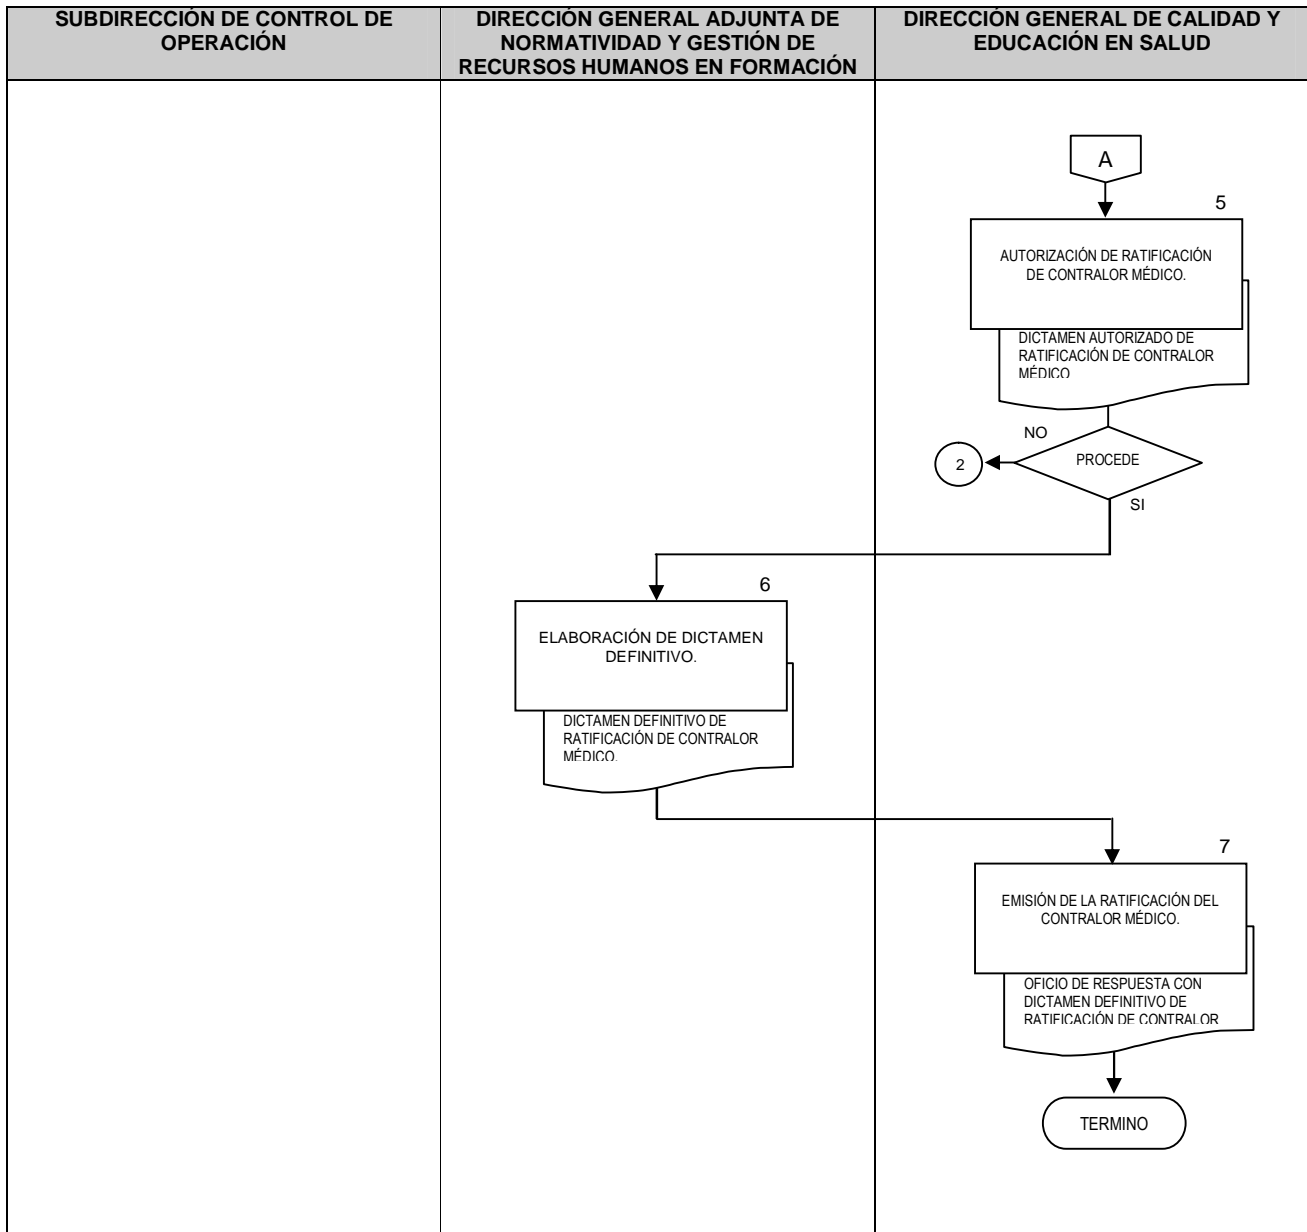 SUBDIRECCIÓN DE CONTROL DE
OPERACIÓN
DIRECCIÓN GENERAL ADJUNTA DE
NORMATIVIDAD Y GESTIÓN DE
RECURSOS HUMANOS EN FORMACIÓN
DIRECCIÓN GENERAL DE CALIDAD Y
EDUCACIÓN EN SALUD
A
5
AUTORIZACIÓN DE RATIFICACIÓN
DE CONTRALOR MÉDICO.
DICTAMEN AUTORIZADO DE
RATIFICACIÓN DE CONTRALOR
MÉDICO
NO
2
PROCEDE
SI
6
ELABORACIÓN DE DICTAMEN
DEFINITIVO.
DICTAMEN DEFINITIVO DE
RATIFICACIÓN DE CONTRALOR
MÉDICO.
7
EMISIÓN DE LA RATIFICACIÓN DEL
CONTRALOR MÉDICO.
OFICIO DE RESPUESTA CON
DICTAMEN DEFINITIVO DE
RATIFICACIÓN DE CONTRALOR
TERMINO